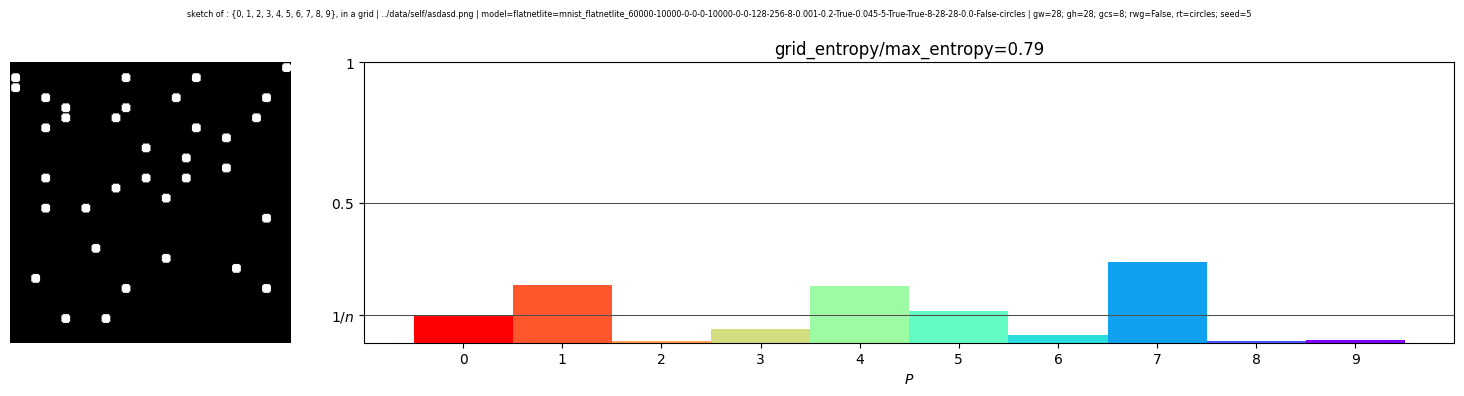 sketch of : {0, 1, 2, 3, 4, 5, 6, 7, 8, 9}, in a grid | ../data/self/asdasd.png | model=flatnetlite=mnist_flatnetlite_60000-10000-0-0-0-10000-0-0-128-256-8-0.001-0.2-True-0.045-5-True-True-8-28-28-0.0-False-circles | gw=28; gh=28; gcs=8; rwg=False, rt=circles; seed=5
grid_entropy/max_entropy=0.79
1
0.5
1/n
0 1 2 3 4 5 6 7 8 9
P